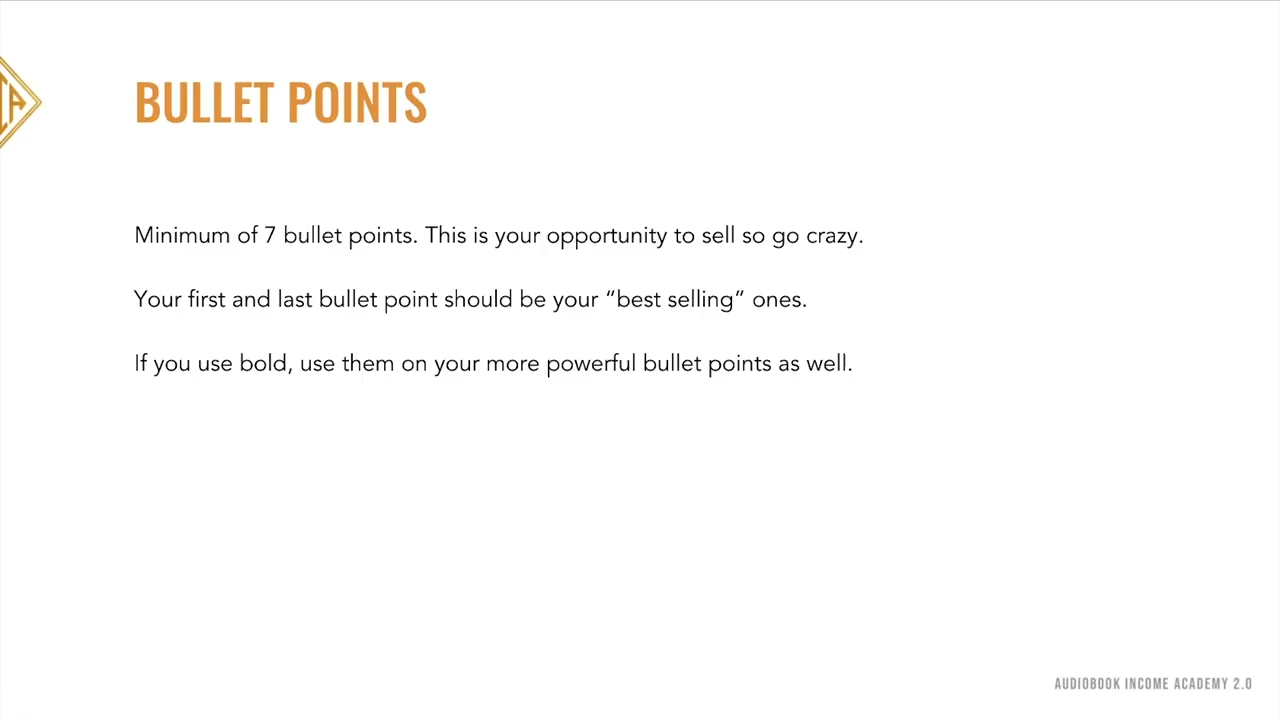 BULLET POINTS
Minimum of 7 bullet points. This is your opportunity to sell so go crazy.
Your first and last bullet point should be your “best selling” ones.
If you use bold, use them on your more powerful bullet points as well.
AUDIOBOOK INCOME ACADEMY 2.0